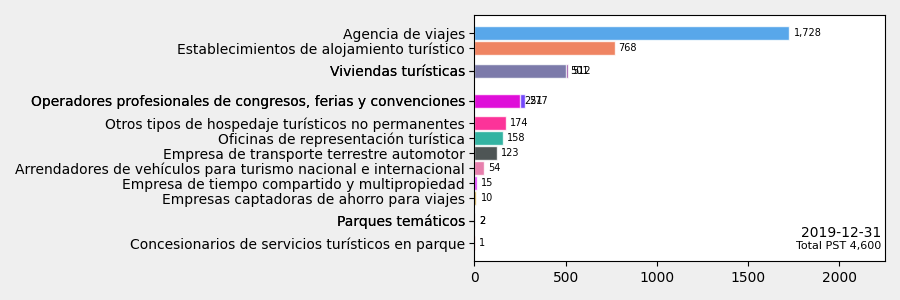 Agencia de viajes 1,728
Establecimientos de alojamiento turístico 768
Viviendas turísticas 512
Operadores profesionales de congresos, ferias y convenciones
Otros tipos de hospedaje turísticos no permanentes 174
Oficinas de representación turística 158
Empresa de transporte terrestre automotor 123
Arrendadores de vehículos para turismo nacional e internacional 54
Empresa de tiempo compartido y multipropiedad 15
Empresas captadoras de ahorro para viajes 10
Parques temáticos 2
Concesionarios de servicios turísticos en parque 1
2019-12-31
Total PST 4,600
0 500 1000 1500 2000